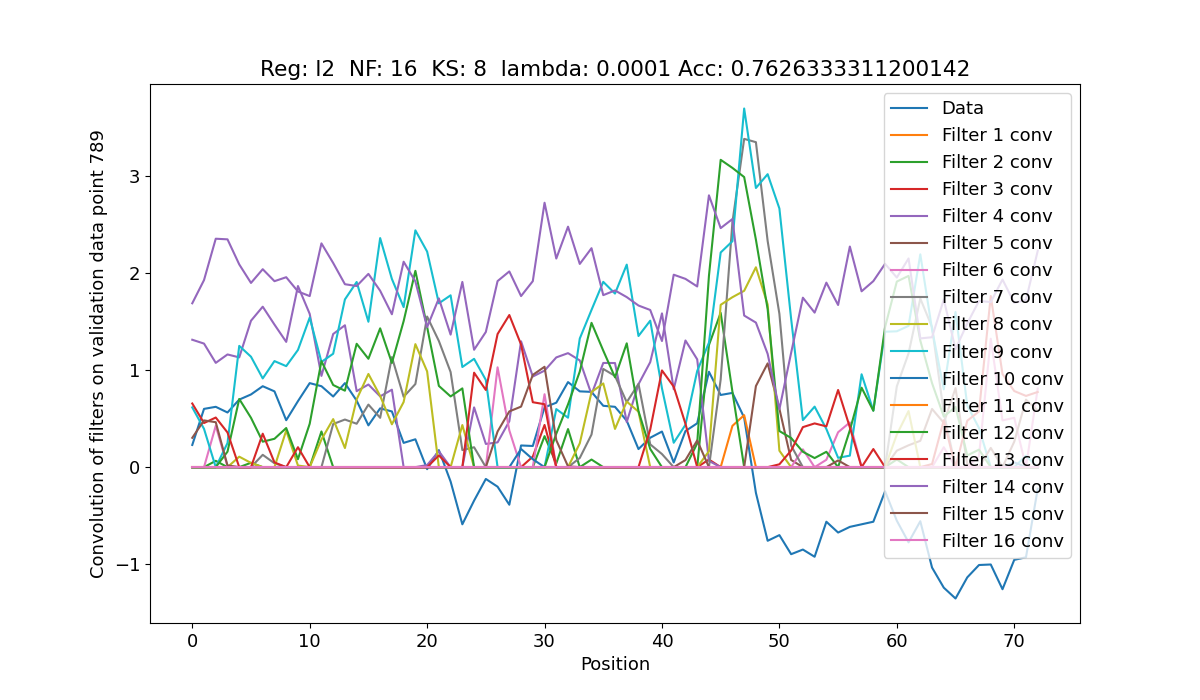 Reg: l2  NF: 16  KS: 8  lambda: 0.0001 Acc: 0.7626333311200142
Convolution of filters on validation data point 789
3
2
1
0
−1
0 10 20 30 40 50 60 70
Position
Data
Filter 1 conv
Filter 2 conv
Filter 3 conv
Filter 4 conv
Filter 5 conv
Filter 6 conv
Filter 7 conv
Filter 8 conv
Filter 9 conv
Filter 10 conv
Filter 11 conv
Filter 12 conv
Filter 13 conv
Filter 14 conv
Filter 15 conv
Filter 16 conv